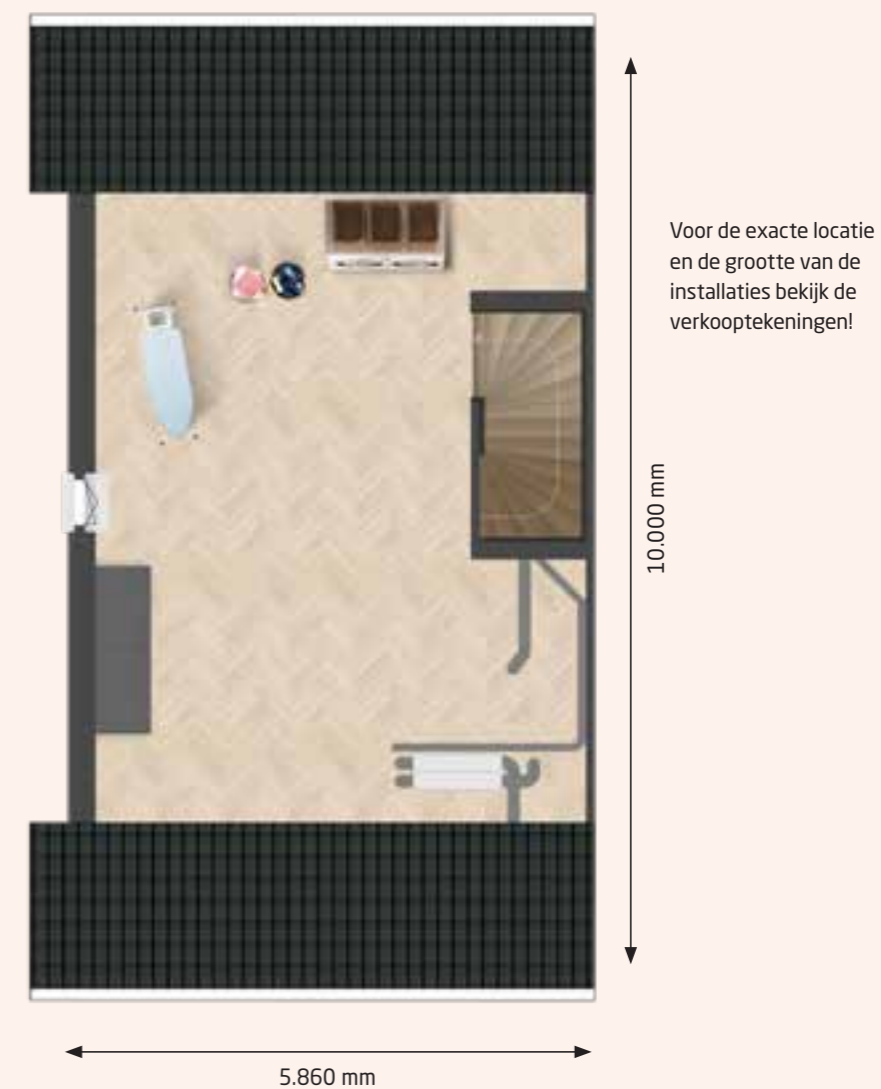 Voor de exacte locatie
en de grootte van de
installaties bekijk de
verkooptekeningen!
10.000 mm
5.860 mm